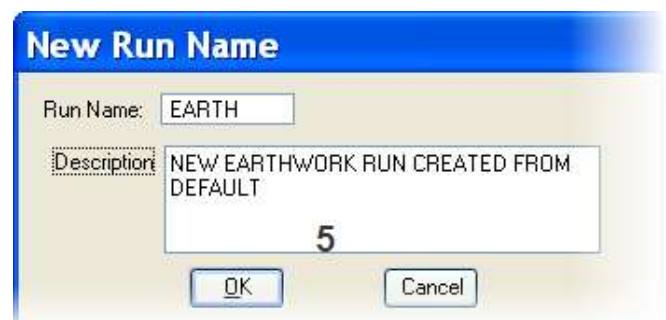 New Run Name
Run Name: EARTH
Description NEW EARTHWORK RUN CREATED FROM
DEFAULT
5
OK Cancel